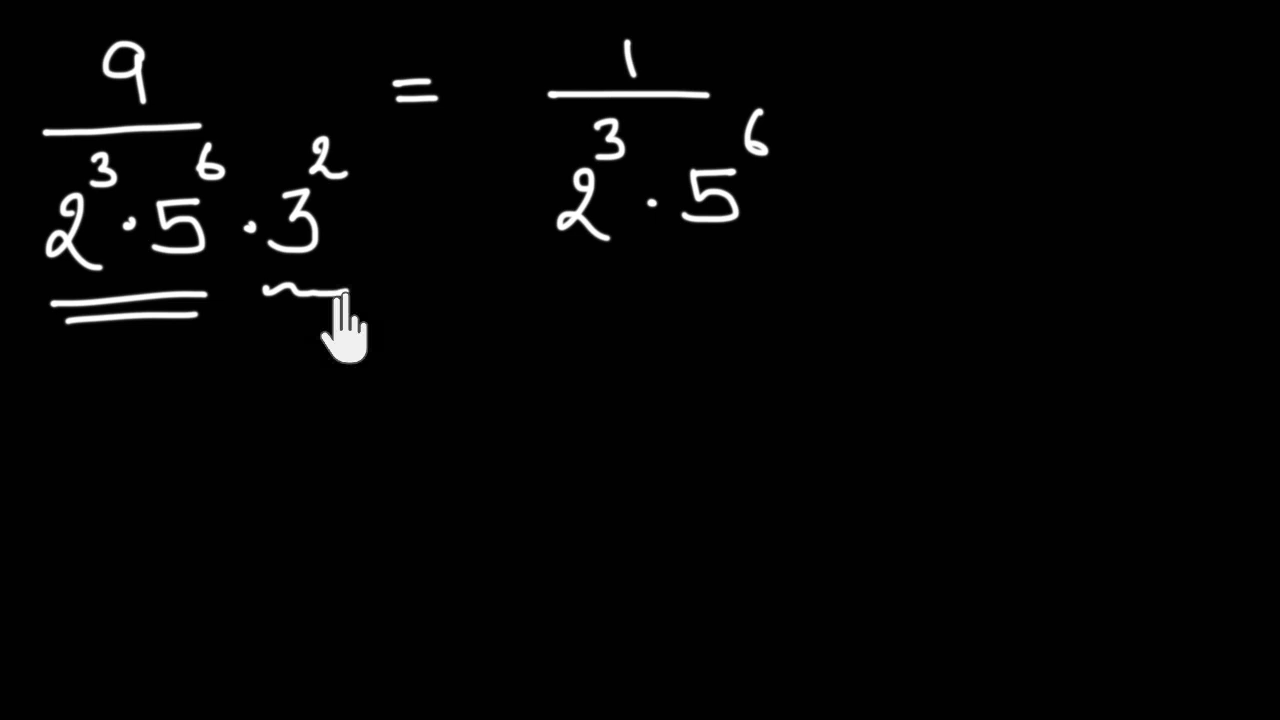 9 / (2³ · 5⁶ · 3²) = 1 / (2³ · 5⁶)